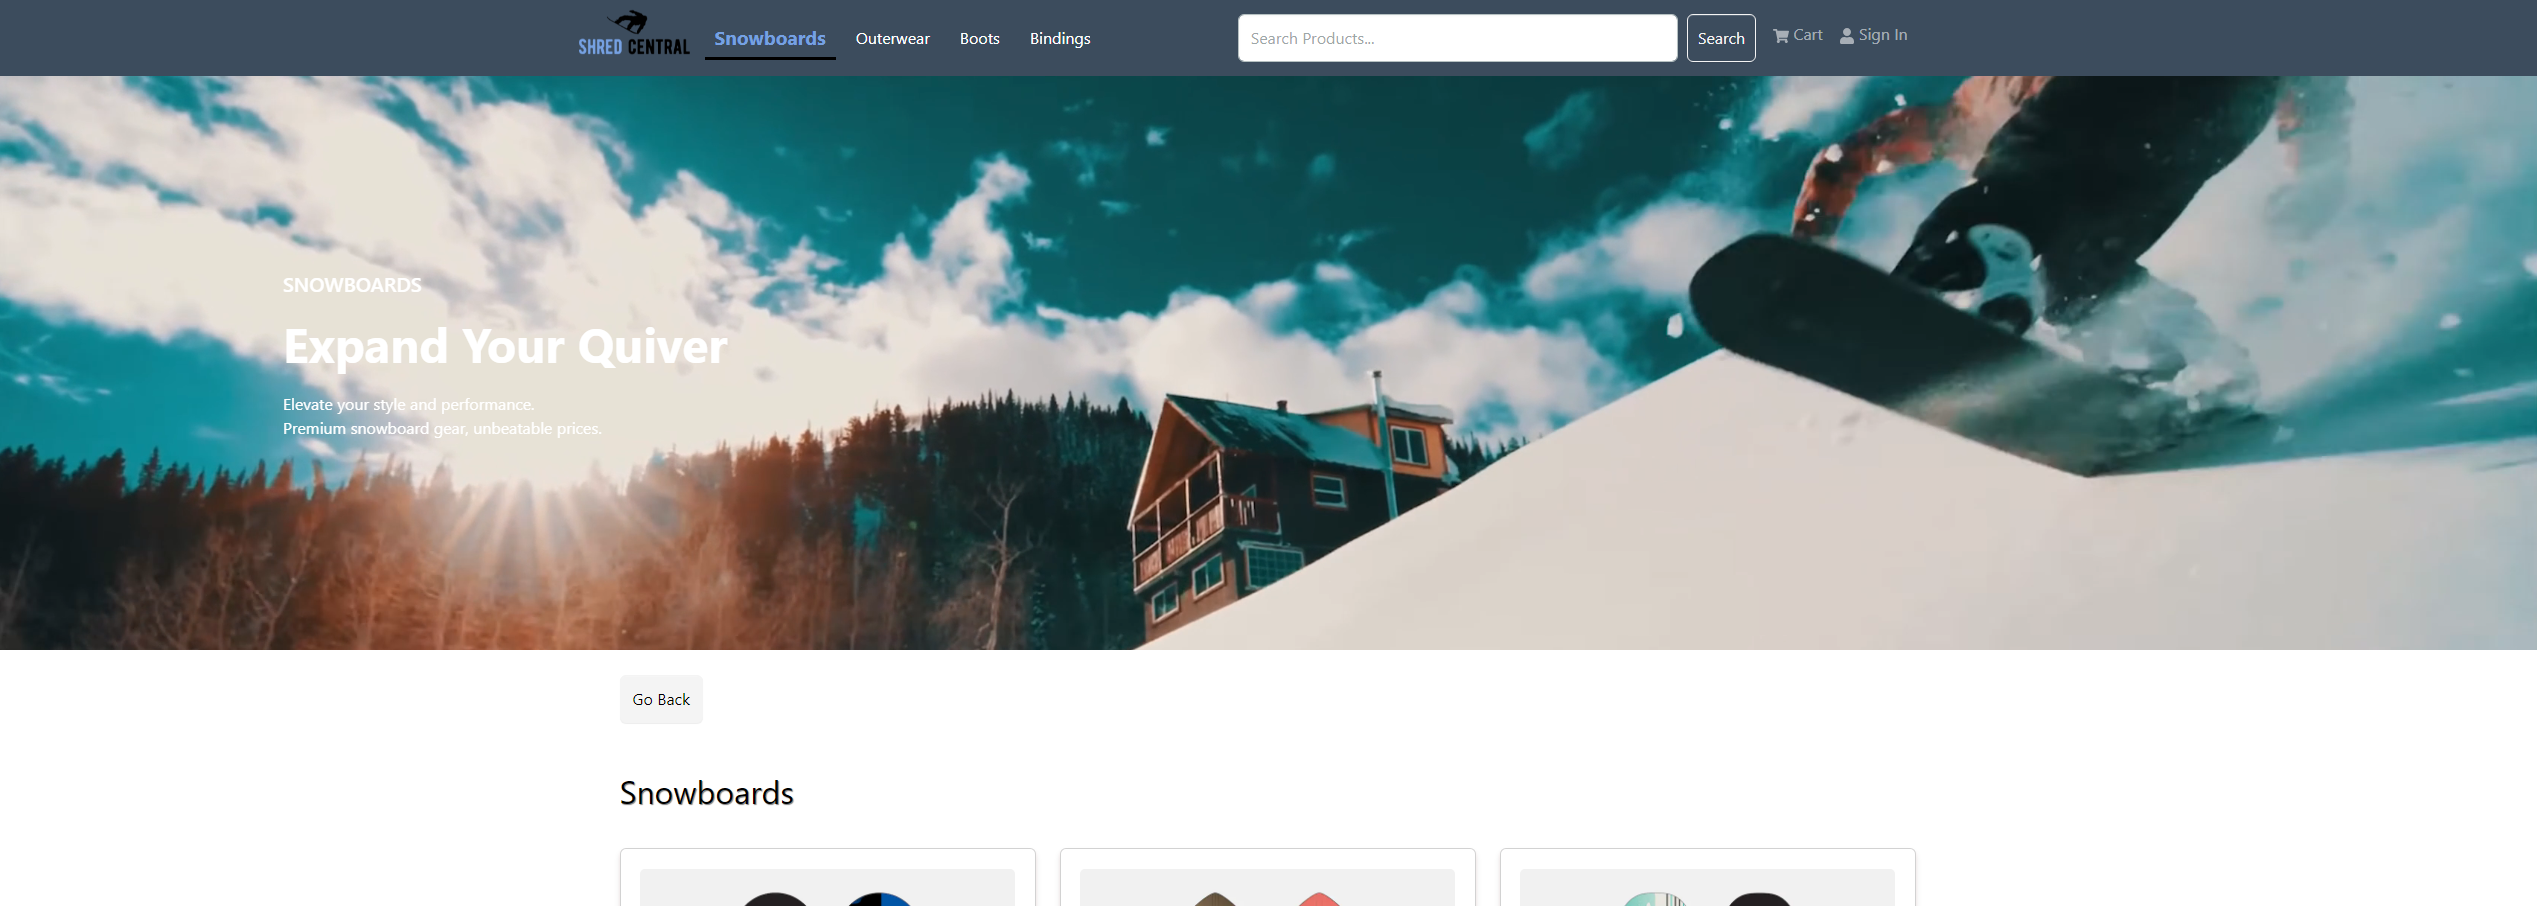 SHRED CENTRAL
Snowboards
Outerwear
Boots
Bindings
Search Products...
Search
Cart
Sign In
SNOWBOARDS
Expand Your Quiver
Elevate your style and performance.
Premium snowboard gear, unbeatable prices.
Go Back
Snowboards